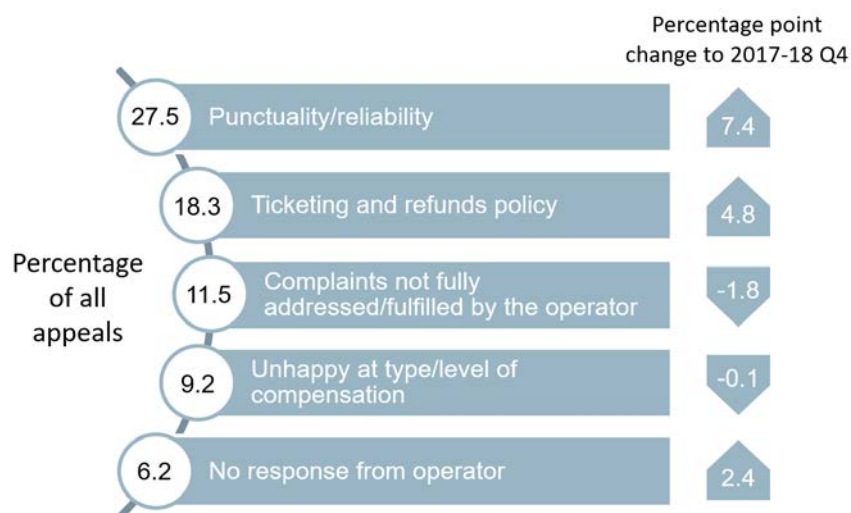 Percentage point
change to 2017-18 Q4
27.5 Punctuality/reliability 7.4
18.3 Ticketing and refunds policy 4.8
Percentage
of all
appeals
11.5 Complaints not fully
addressed/fulfilled by the operator -1.8
9.2 Unhappy at type/level of
compensation -0.1
6.2 No response from operator 2.4